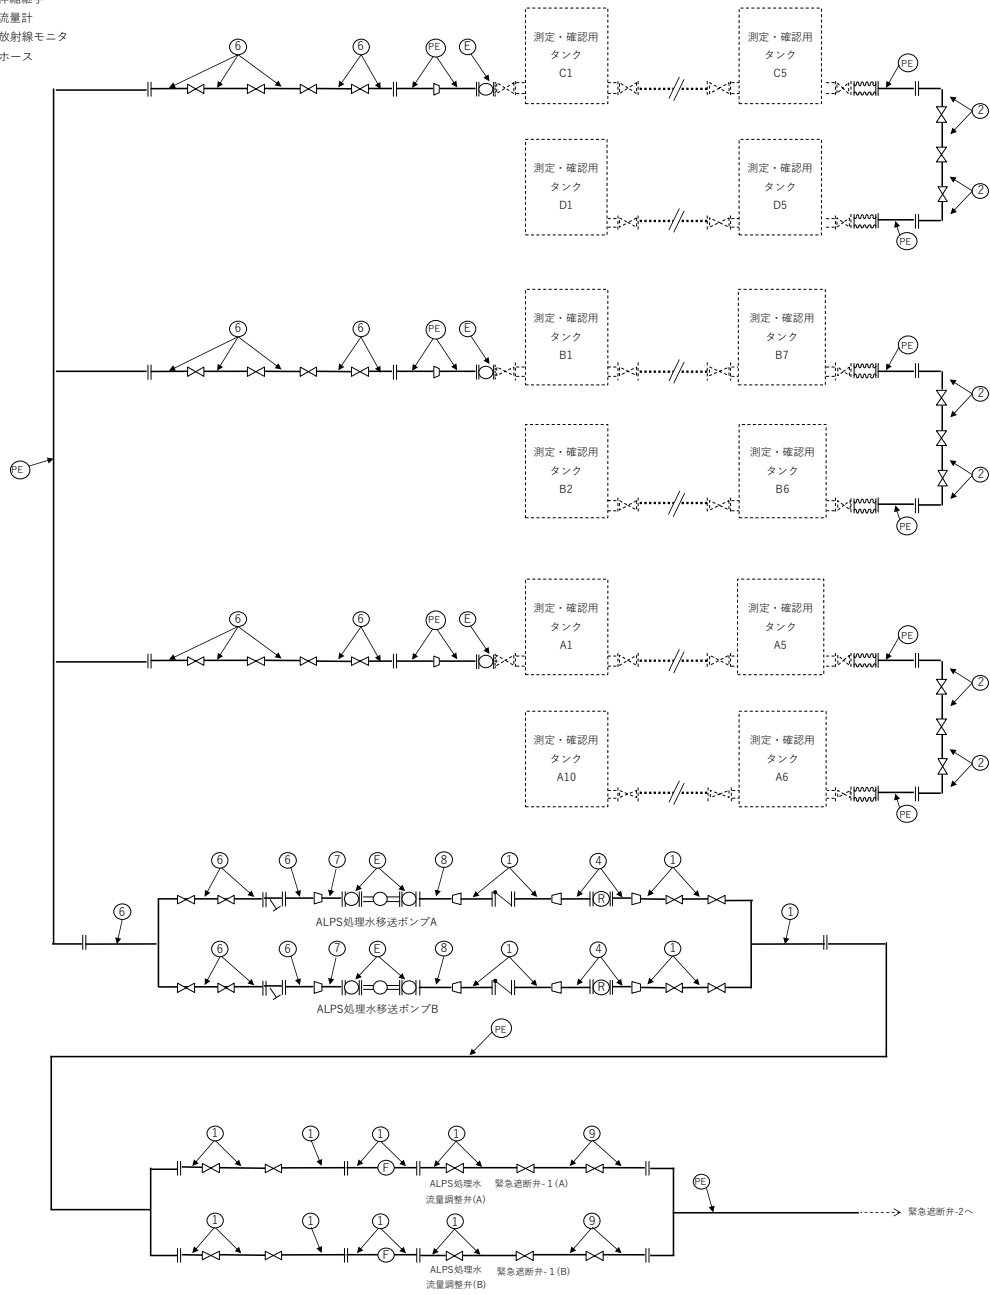 流量計
放射線モニタ
ホース
6
6
PE
E
測定・確認用
タンク
C1
測定・確認用
タンク
C5
PE
2
測定・確認用
タンク
D1
測定・確認用
タンク
D5
2
PE
6
6
PE
E
測定・確認用
タンク
B1
測定・確認用
タンク
B7
PE
2
PE
測定・確認用
タンク
B2
測定・確認用
タンク
B6
2
PE
6
6
PE
E
測定・確認用
タンク
A1
測定・確認用
タンク
A5
PE
2
測定・確認用
タンク
A10
測定・確認用
タンク
A6
2
PE
6
6
7
E
8
1
4
1
R
ALPS処理水移送ポンプA
6
1
6
6
7
E
8
1
4
1
R
ALPS処理水移送ポンプB
PE
1
1
1
1
9
F
ALPS処理水
流量調整弁(A)
緊急遮断弁-1(A)
PE
緊急遮断弁-2へ
1
1
1
1
9
F
ALPS処理水
流量調整弁(B)
緊急遮断弁-1(B)